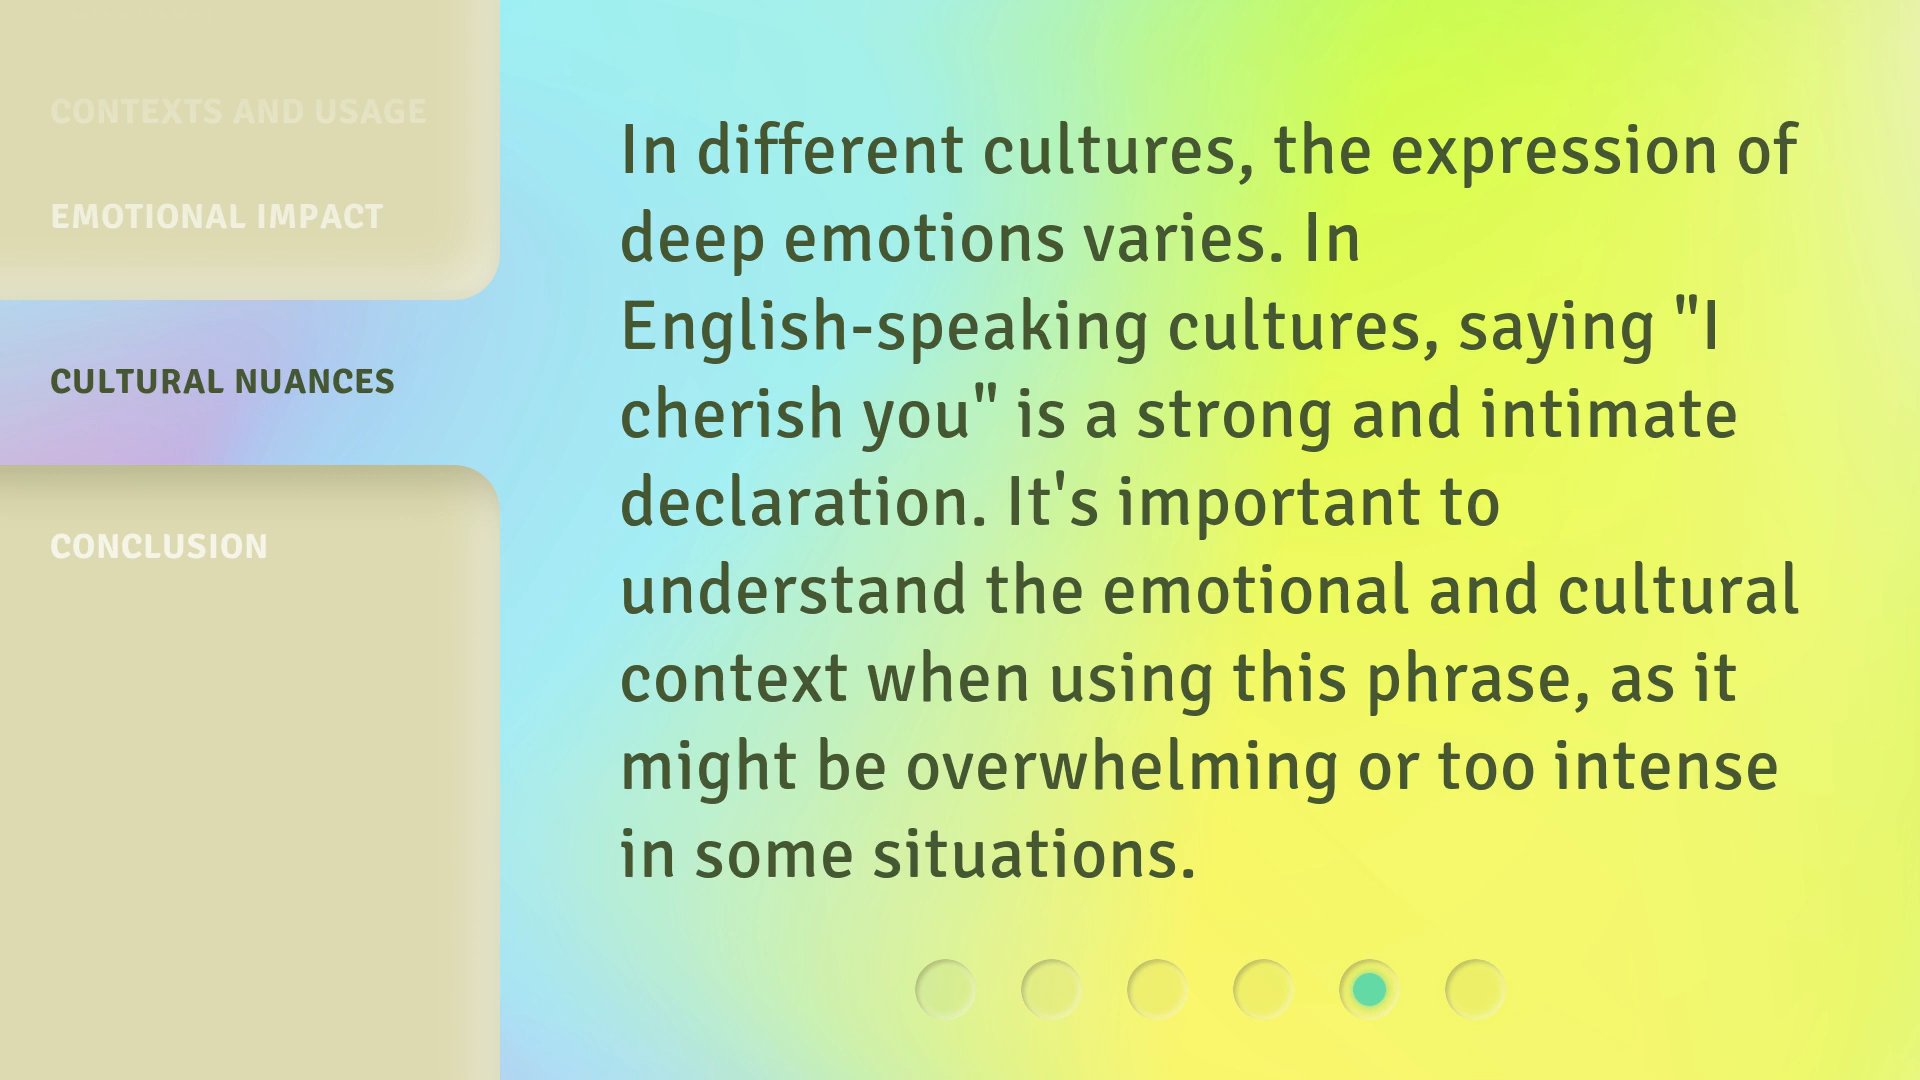 CONTEXTS AND USAGE
EMOTIONAL IMPACT
CULTURAL NUANCES
CONCLUSION
In different cultures, the expression of
deep emotions varies. In
English-speaking cultures, saying "I
cherish you" is a strong and intimate
declaration. It's important to
understand the emotional and cultural
context when using this phrase, as it
might be overwhelming or too intense
in some situations.